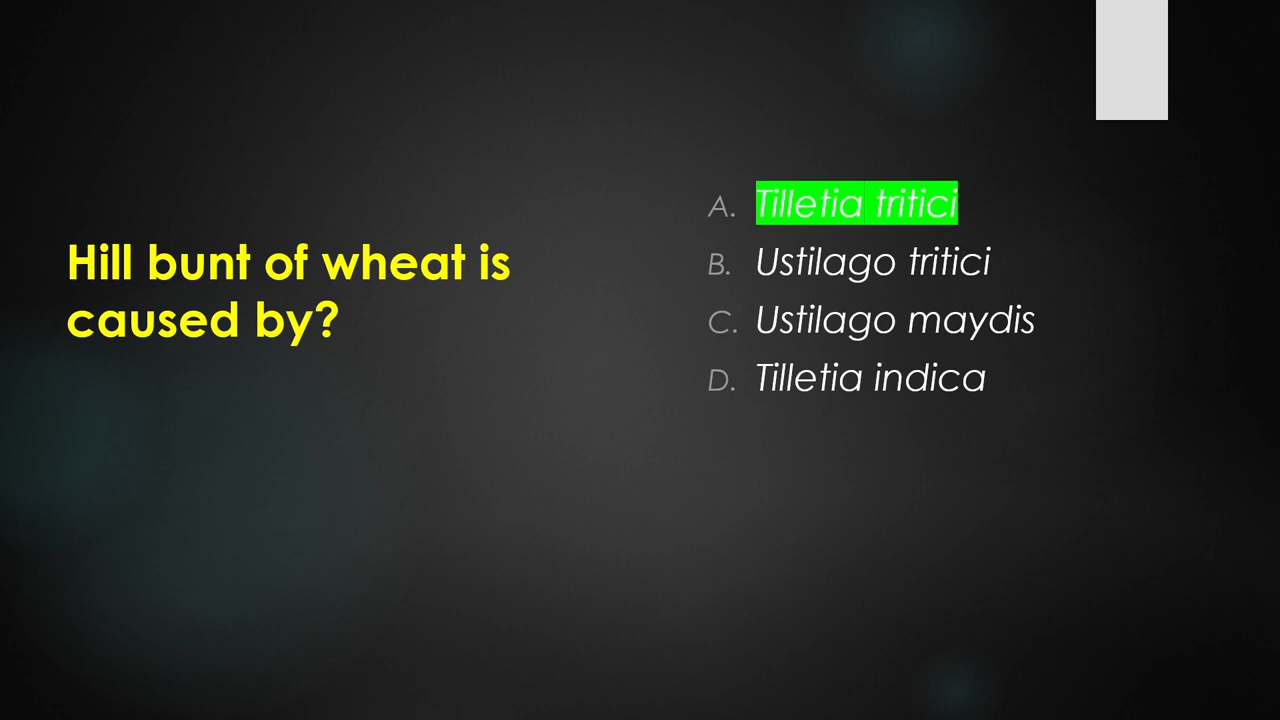 Hill bunt of wheat is
caused by?
A. Tilletia tritici
B. Ustilago tritici
C. Ustilago maydis
D. Tilletia indica